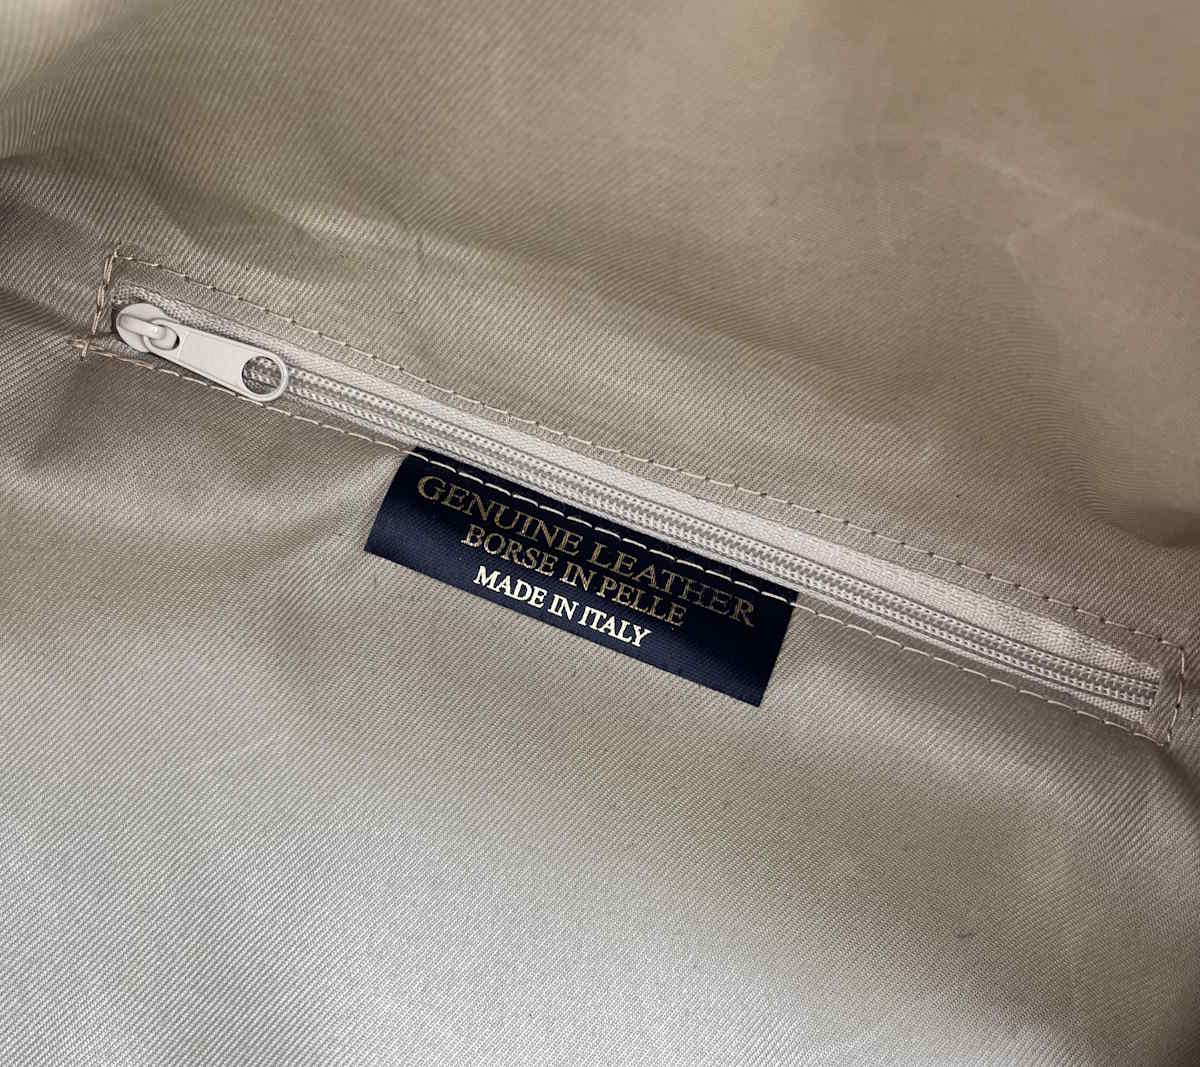 GENUINE LEATHER
BORSE IN PELLE
MADE IN ITALY